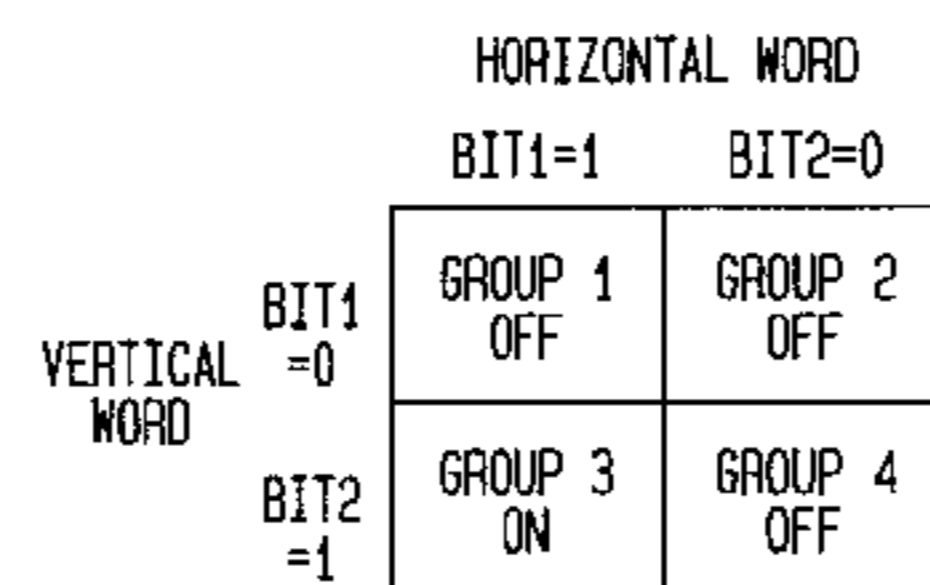 HORIZONTAL WORD
BIT1=1 BIT2=0
BIT1
=0
VERTICAL
WORD
GROUP 1
OFF
GROUP 2
OFF
BIT2
=1
GROUP 3
ON
GROUP 4
OFF